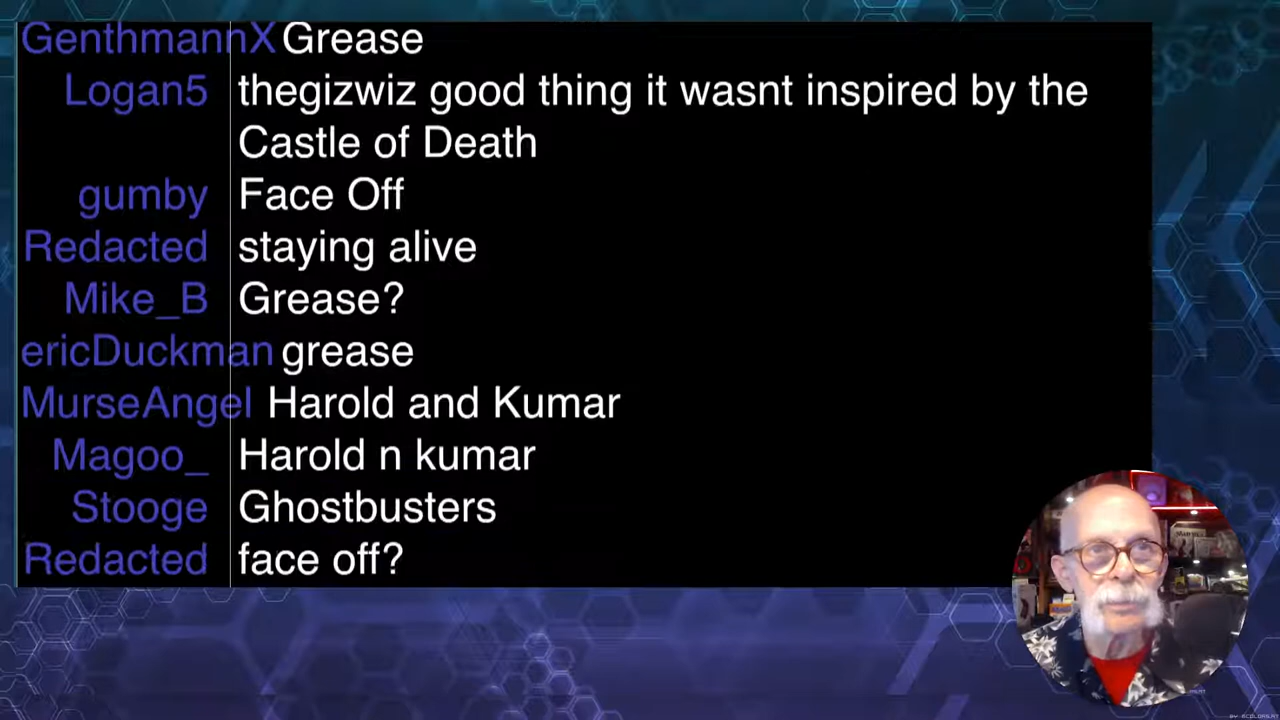 GenthmannX Grease
Logan5 thegizwiz good thing it wasnt inspired by the
Castle of Death
gumby Face Off
Redacted staying alive
Mike_B Grease?
ericDuckman grease
MurseAngel Harold and Kumar
Magoo_ Harold n kumar
Stooge Ghostbusters
Redacted face off?